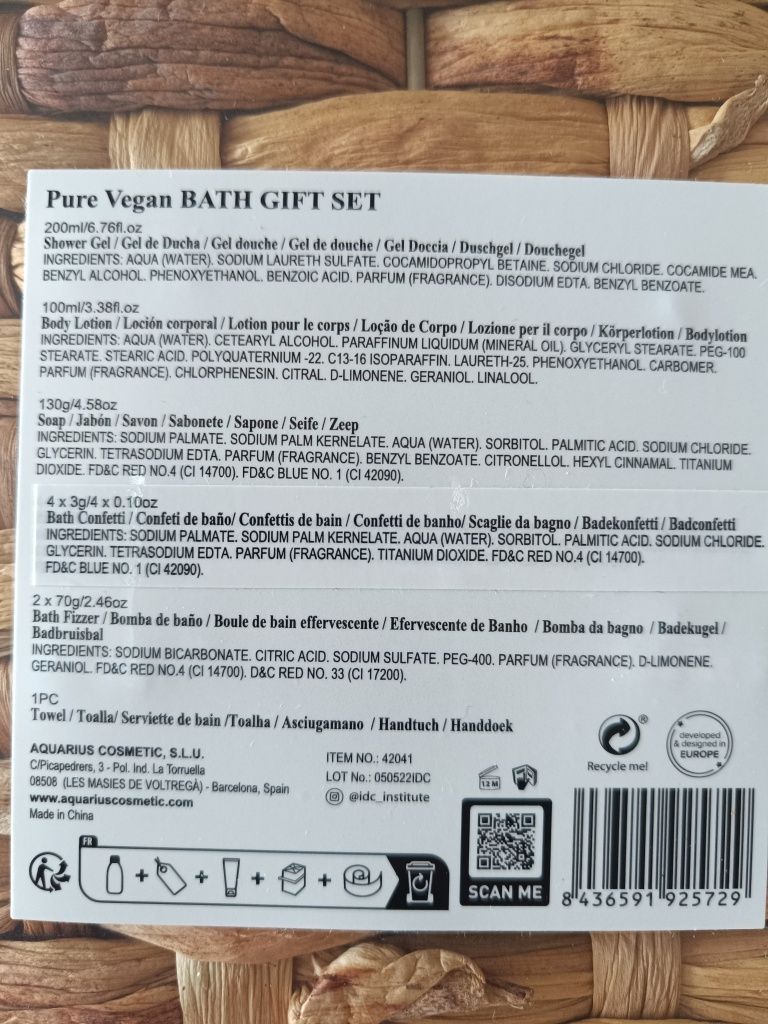 Pure Vegan BATH GIFT SET
200ml/6.76fl.oz
Shower Gel / Gel de Ducha / Gel douche / Gel de douche / Gel Doccia / Duschgel / Douchegel
INGREDIENTS: AQUA (WATER). SODIUM LAURETH SULFATE. COCAMIDOPROPYL BETAINE. SODIUM CHLORIDE. COCAMIDE MEA.
BENZYL ALCOHOL. PHENOXYETHANOL. BENZOIC ACID. PARFUM (FRAGRANCE). DISODIUM EDTA. BENZYL BENZOATE.
100ml/3.38fl.oz
Body Lotion / Loción corporal / Lotion pour le corps / Loção de Corpo / Lozione per il corpo / Körperlotion / Bodylotion
INGREDIENTS: AQUA (WATER). CETEARYL ALCOHOL. PARAFFINUM LIQUIDUM (MINERAL OIL). GLYCERYL STEARATE. PEG-100
STEARATE. STEARIC ACID. POLYQUATERNIUM -22. C13-16 ISOPARAFFIN. LAURETH-25. PHENOXYETHANOL. CARBOMER.
PARFUM (FRAGRANCE). CHLORPHENESIN. CITRAL. D-LIMONENE. GERANIOL. LINALOOL.
130g/4.58oz
Soap / Jabón / Savon / Sabonete / Sapone / Seife / Zeep
INGREDIENTS: SODIUM PALMATE. SODIUM PALM KERNELATE. AQUA (WATER). SORBITOL. PALMITIC ACID. SODIUM CHLORIDE.
GLYCERIN. TETRASODIUM EDTA. PARFUM (FRAGRANCE). BENZYL BENZOATE. CITRONELLOL. HEXYL CINNAMAL. TITANIUM
DIOXIDE. FD&C RED NO.4 (CI 14700). FD&C BLUE NO. 1 (CI 42090).
4 x 3g/4 x 0.10oz
Bath Confetti / Confeti de baño/ Confettis de bain / Confetti de banho/ Scaglie da bagno / Badekonfetti / Badconfetti
INGREDIENTS: SODIUM PALMATE. SODIUM PALM KERNELATE. AQUA (WATER). SORBITOL. PALMITIC ACID. SODIUM CHLORIDE.
GLYCERIN. TETRASODIUM EDTA. PARFUM (FRAGRANCE). TITANIUM DIOXIDE. FD&C RED NO.4 (CI 14700).
FD&C BLUE NO. 1 (CI 42090).
2 x 70g/2.46oz
Bath Fizzer / Bomba de baño / Boule de bain effervescente / Efervescente de Banho / Bomba da bagno / Badekugel /
Badbruisbal
INGREDIENTS: SODIUM BICARBONATE. CITRIC ACID. SODIUM SULFATE. PEG-400. PARFUM (FRAGRANCE). D-LIMONENE.
GERANIOL. FD&C RED NO.4 (CI 14700). D&C RED NO. 33 (CI 17200).
1PC
Towel / Toalla/ Serviette de bain /Toalha / Asciugamano / Handtuch / Handdoek
AQUARIUS COSMETIC, S.L.U.
C/Picapedrers, 3 - Pol. Ind. La Torruella
08508 (LES MASIES DE VOLTREGÀ) - Barcelona, Spain
www.aquariuscosmetic.com
Made in China
ITEM NO.: 42041
LOT No.: 050522IDC
@idc_institute
12 M
®
Recycle me!
developed
& designed in
EUROPE
FR
+ + + +
SCAN ME
8 436591 925729